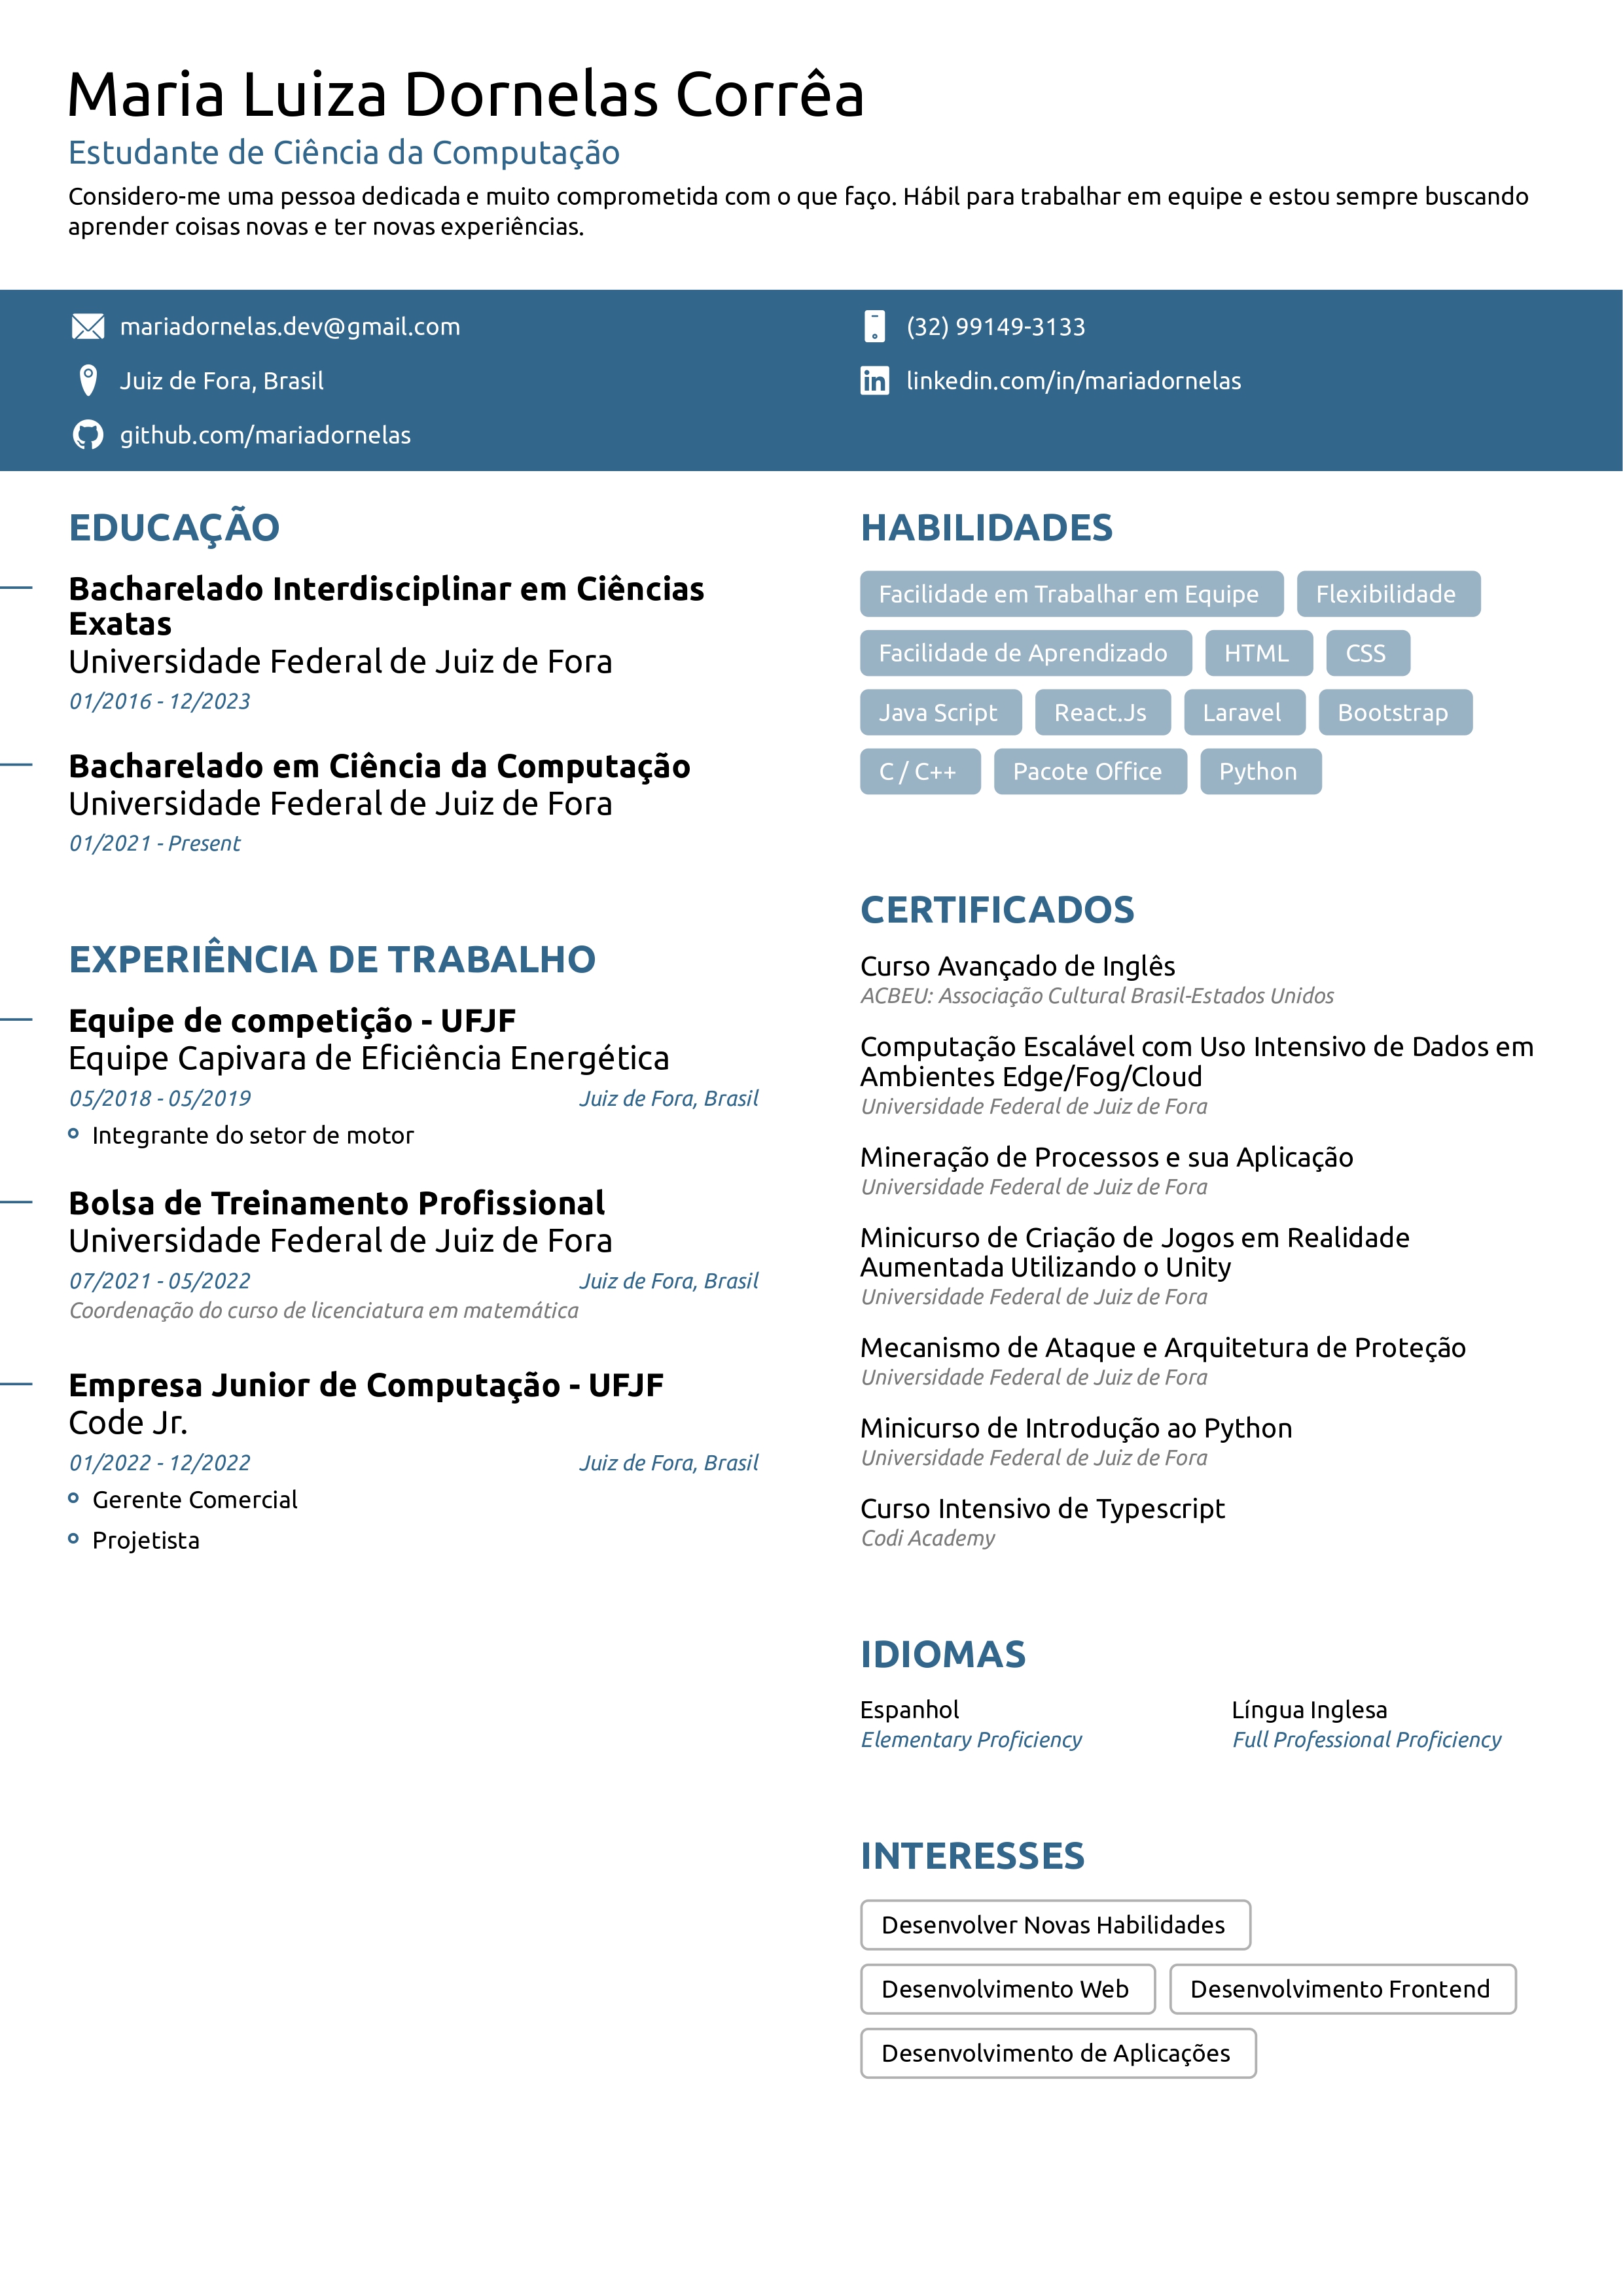 Maria Luiza Dornelas Corrêa
Estudante de Ciência da Computação
Considero-me uma pessoa dedicada e muito comprometida com o que faço. Hábil para trabalhar em equipe e estou sempre buscando
aprender coisas novas e ter novas experiências.
mariadornelas.dev@gmail.com
(32) 99149-3133
Juiz de Fora, Brasil
linkedin.com/in/mariadornelas
github.com/mariadornelas
EDUCAÇÃO
Bacharelado Interdisciplinar em Ciências
Exatas
Universidade Federal de Juiz de Fora
01/2016 - 12/2023
Bacharelado em Ciência da Computação
Universidade Federal de Juiz de Fora
01/2021 - Present
EXPERIÊNCIA DE TRABALHO
Equipe de competição - UFJF
Equipe Capivara de Eficiência Energética
05/2018 - 05/2019 Juiz de Fora, Brasil
Integrante do setor de motor
Bolsa de Treinamento Profissional
Universidade Federal de Juiz de Fora
07/2021 - 05/2022 Juiz de Fora, Brasil
Coordenação do curso de licenciatura em matemática
Empresa Junior de Computação - UFJF
Code Jr.
01/2022 - 12/2022 Juiz de Fora, Brasil
Gerente Comercial
Projetista
HABILIDADES
Facilidade em Trabalhar em Equipe Flexibilidade
Facilidade de Aprendizado HTML CSS
Java Script React.Js Laravel Bootstrap
C / C++ Pacote Office Python
CERTIFICADOS
Curso Avançado de Inglês
ACBEU: Associação Cultural Brasil-Estados Unidos
Computação Escalável com Uso Intensivo de Dados em
Ambientes Edge/Fog/Cloud
Universidade Federal de Juiz de Fora
Mineração de Processos e sua Aplicação
Universidade Federal de Juiz de Fora
Minicurso de Criação de Jogos em Realidade
Aumentada Utilizando o Unity
Universidade Federal de Juiz de Fora
Mecanismo de Ataque e Arquitetura de Proteção
Universidade Federal de Juiz de Fora
Minicurso de Introdução ao Python
Universidade Federal de Juiz de Fora
Curso Intensivo de Typescript
Codi Academy
IDIOMAS
Espanhol Língua Inglesa
Elementary Proficiency Full Professional Proficiency
INTERESSES
Desenvolver Novas Habilidades
Desenvolvimento Web Desenvolvimento Frontend
Desenvolvimento de Aplicações